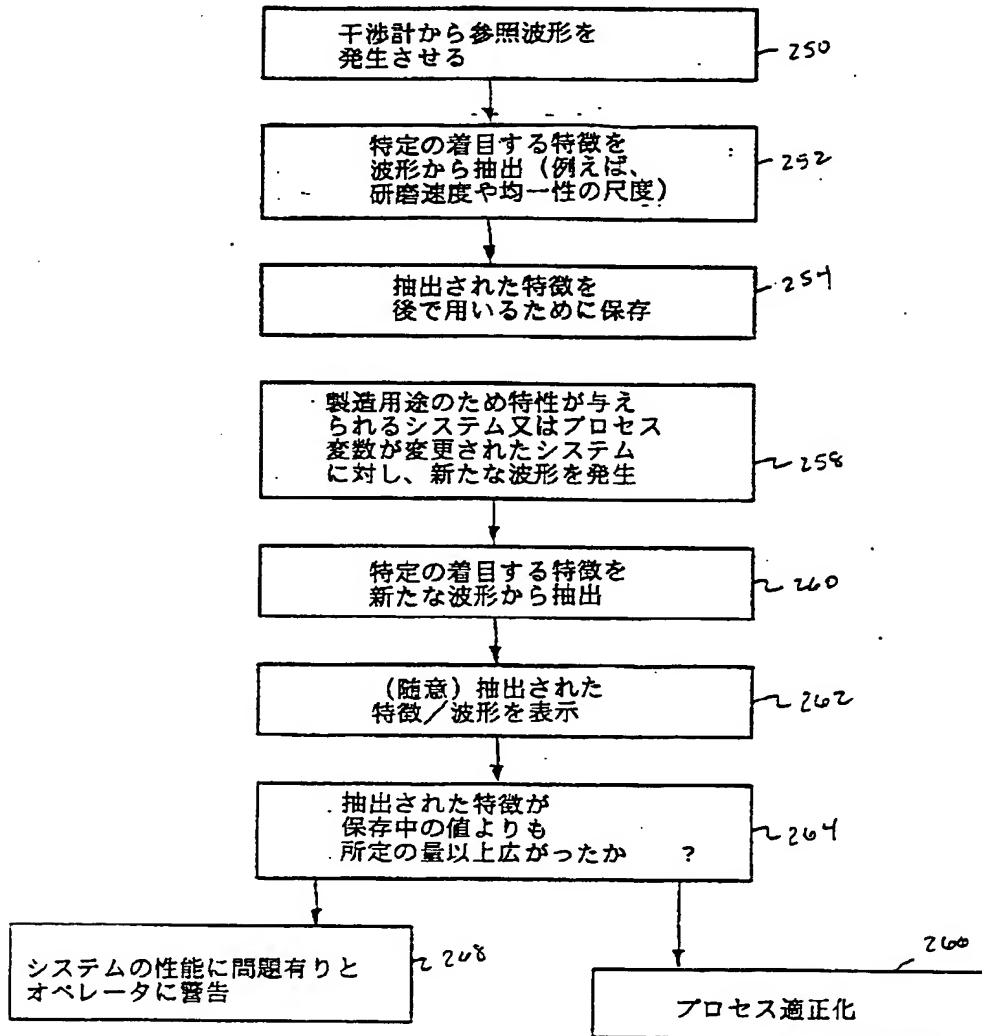 干渉計から参照波形を
発生させる
250
特定の着目する特徴を
波形から抽出（例えば、
研磨速度や均一性の尺度）
252
抽出された特徴を
後で用いるために保存
254
製造用途のため特性が与え
られるシステム又はプロセス
変数が変更されたシステム
に対し、新たな波形を発生
258
特定の着目する特徴を
新たな波形から抽出
260
（随意）抽出された
特徴／波形を表示
262
抽出された特徴が
保存中の値よりも
所定の量以上広がったか　？
264
システムの性能に問題有りと
オペレータに警告
268
プロセス適正化
266